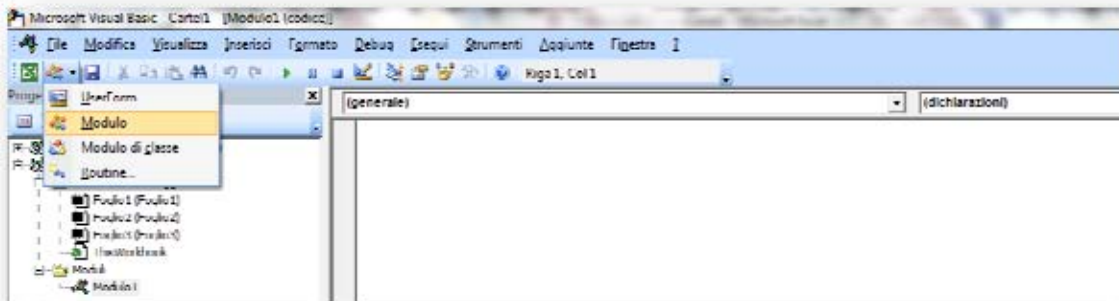 Microsoft Visual Basic - Cartel1 - [Modulo1 (codice)]
File Modifica Visualizza Inserisci Formato Debug Esegui Strumenti Aggiunte Finestra ?
Riga 1, Col 1
UserForm
Modulo
Modulo di classe
Routine...
(generale) (dichiarazioni)
Foglio1 (Foglio1)
Foglio2 (Foglio2)
Foglio3 (Foglio3)
ThisWorkbook
Moduli
Modulo1